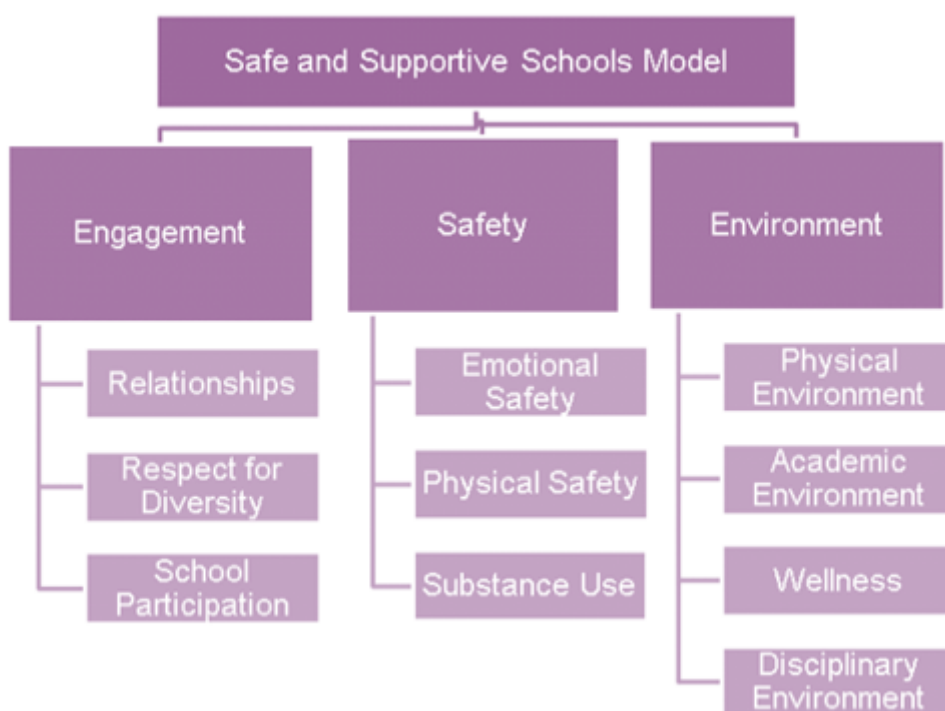 Safe and Supportive Schools Model
Engagement
Relationships
Respect for
Diversity
School
Participation
Safety
Emotional
Safety
Physical Safety
Substance Use
Environment
Physical
Environment
Academic
Environment
Wellness
Disciplinary
Environment